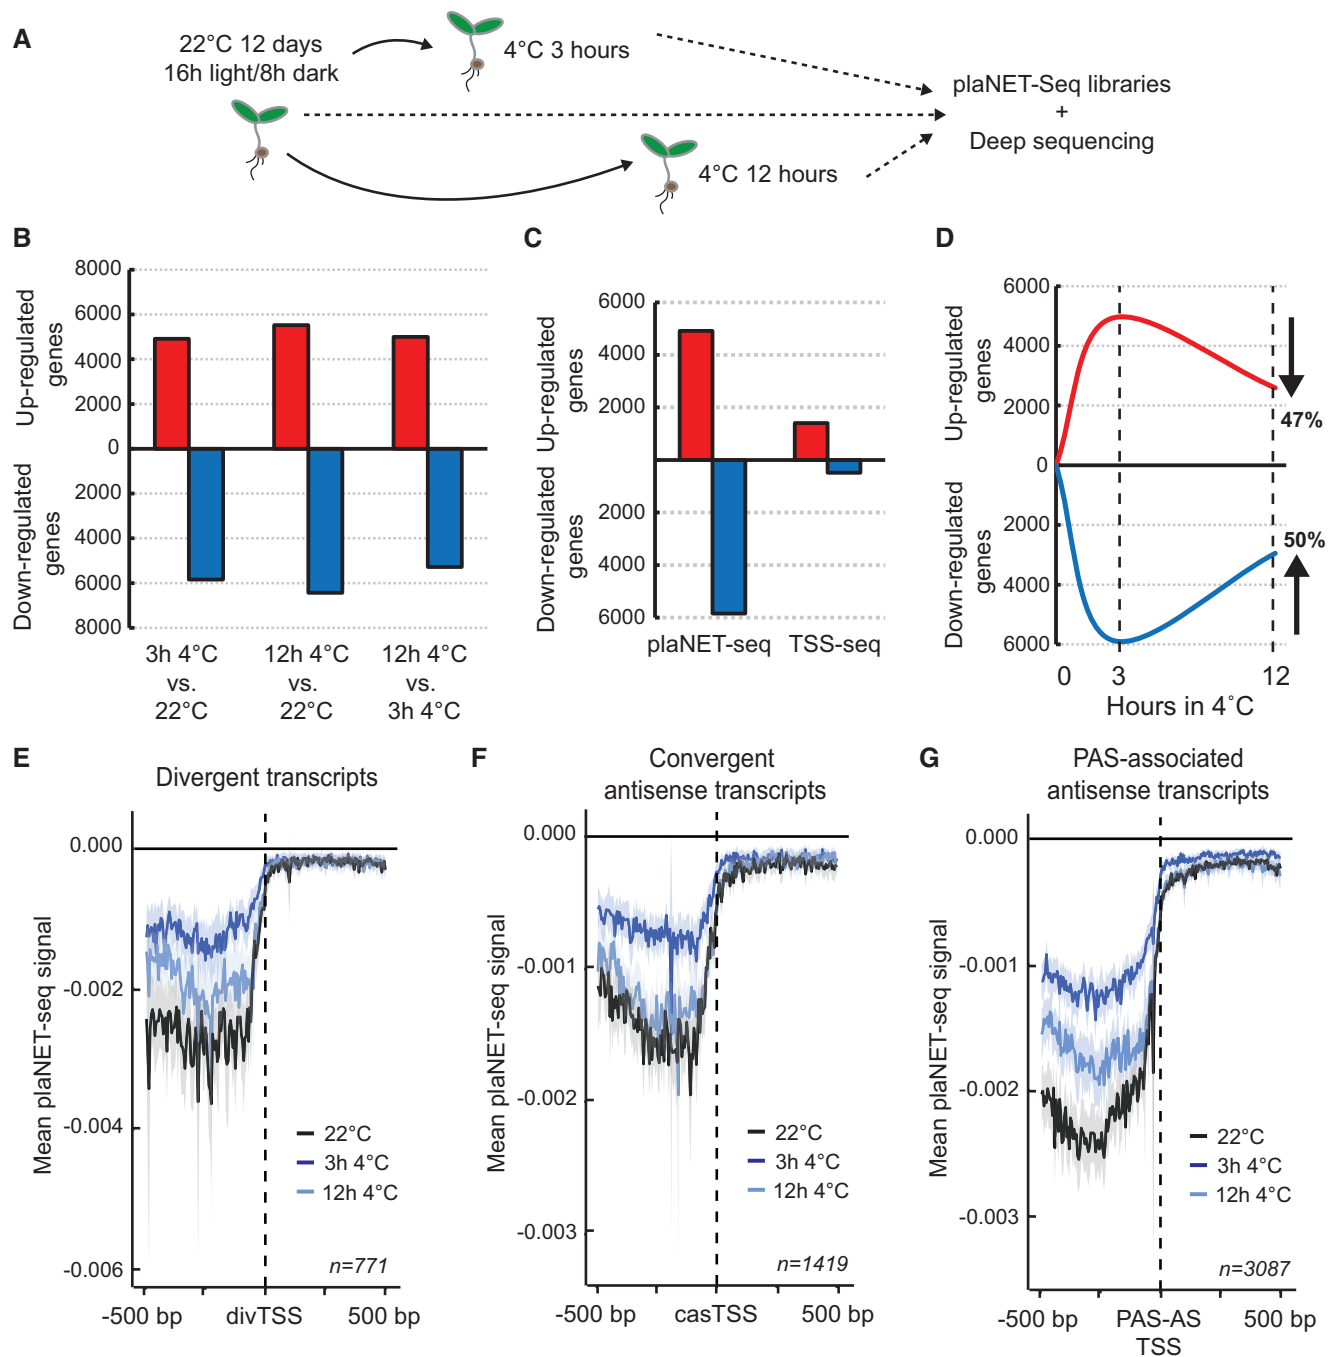 A
22°C 12 days
16h light/8h dark
4°C 3 hours
4°C 12 hours
plaNET-Seq libraries
+
Deep sequencing
B
Up-regulated
genes
Down-regulated
genes
8000
6000
4000
2000
0
2000
4000
6000
8000
3h 4°C
vs.
22°C
12h 4°C
vs.
22°C
12h 4°C
vs.
3h 4°C
C
Up-regulated
genes
Down-regulated
genes
6000
4000
2000
2000
4000
6000
plaNET-seq
TSS-seq
D
Up-regulated
genes
Down-regulated
genes
6000
4000
2000
0
2000
4000
6000
47%
50%
0
3
12
Hours in 4˚C
E
Divergent transcripts
Mean plaNET-seq signal
0.000
-0.002
-0.004
-0.006
22°C
3h 4°C
12h 4°C
n=771
-500 bp
divTSS
500 bp
F
Convergent
antisense transcripts
Mean plaNET-seq signal
0.000
-0.001
-0.002
-0.003
22°C
3h 4°C
12h 4°C
n=1419
-500 bp
casTSS
500 bp
G
PAS-associated
antisense transcripts
Mean plaNET-seq signal
0.000
-0.001
-0.002
-0.003
22°C
3h 4°C
12h 4°C
n=3087
-500 bp
PAS-AS
TSS
500 bp